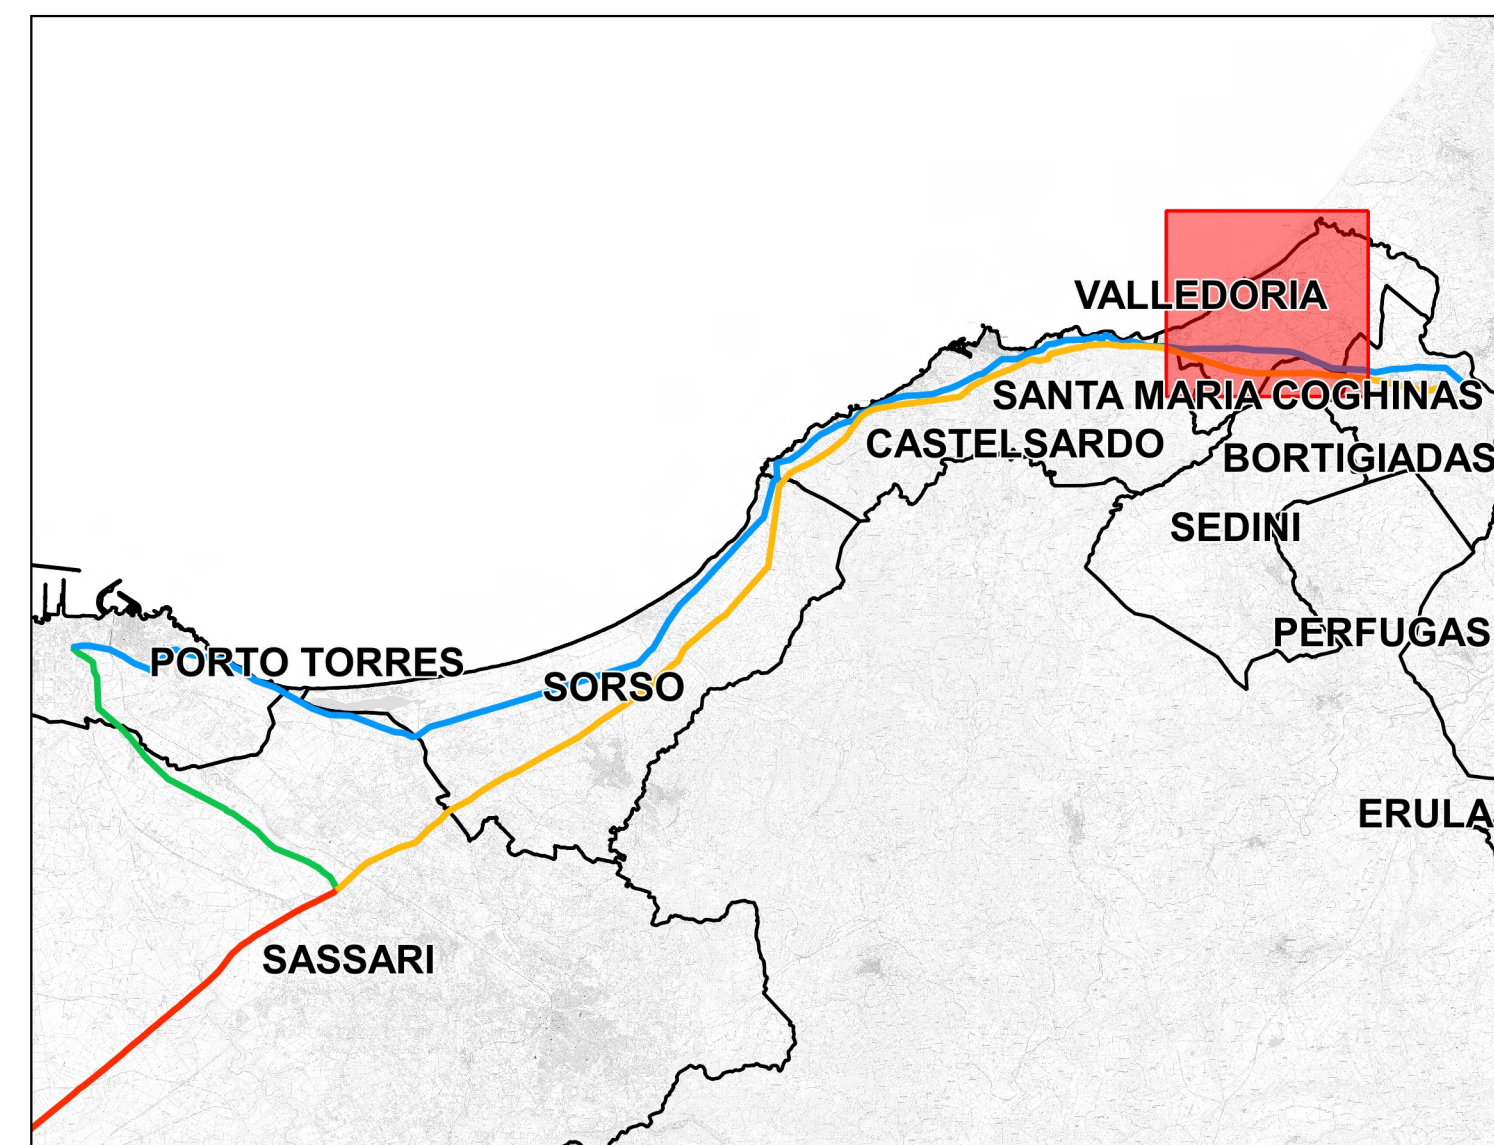 VALLEDORIA
SANTA MARIA COGHINAS
CASTELSARDO
BORTIGIADAS
SEDINI
PERFUGAS
PORTO TORRES
SORSO
ERULA
SASSARI